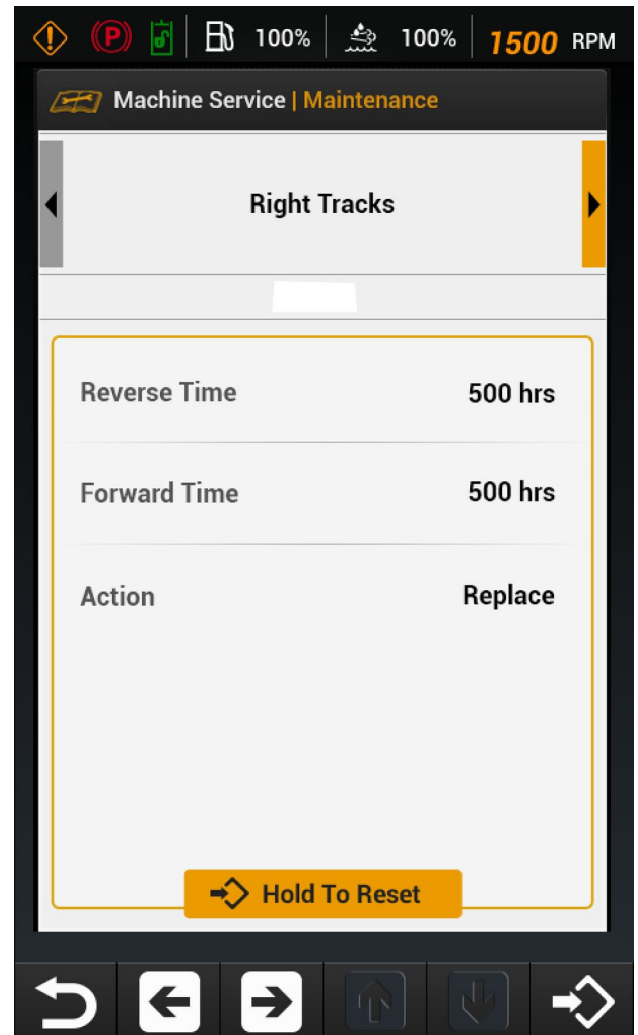 P 100% 100% 1500 RPM
Machine Service | Maintenance
Right Tracks
Reverse Time 500 hrs
Forward Time 500 hrs
Action Replace
Hold To Reset